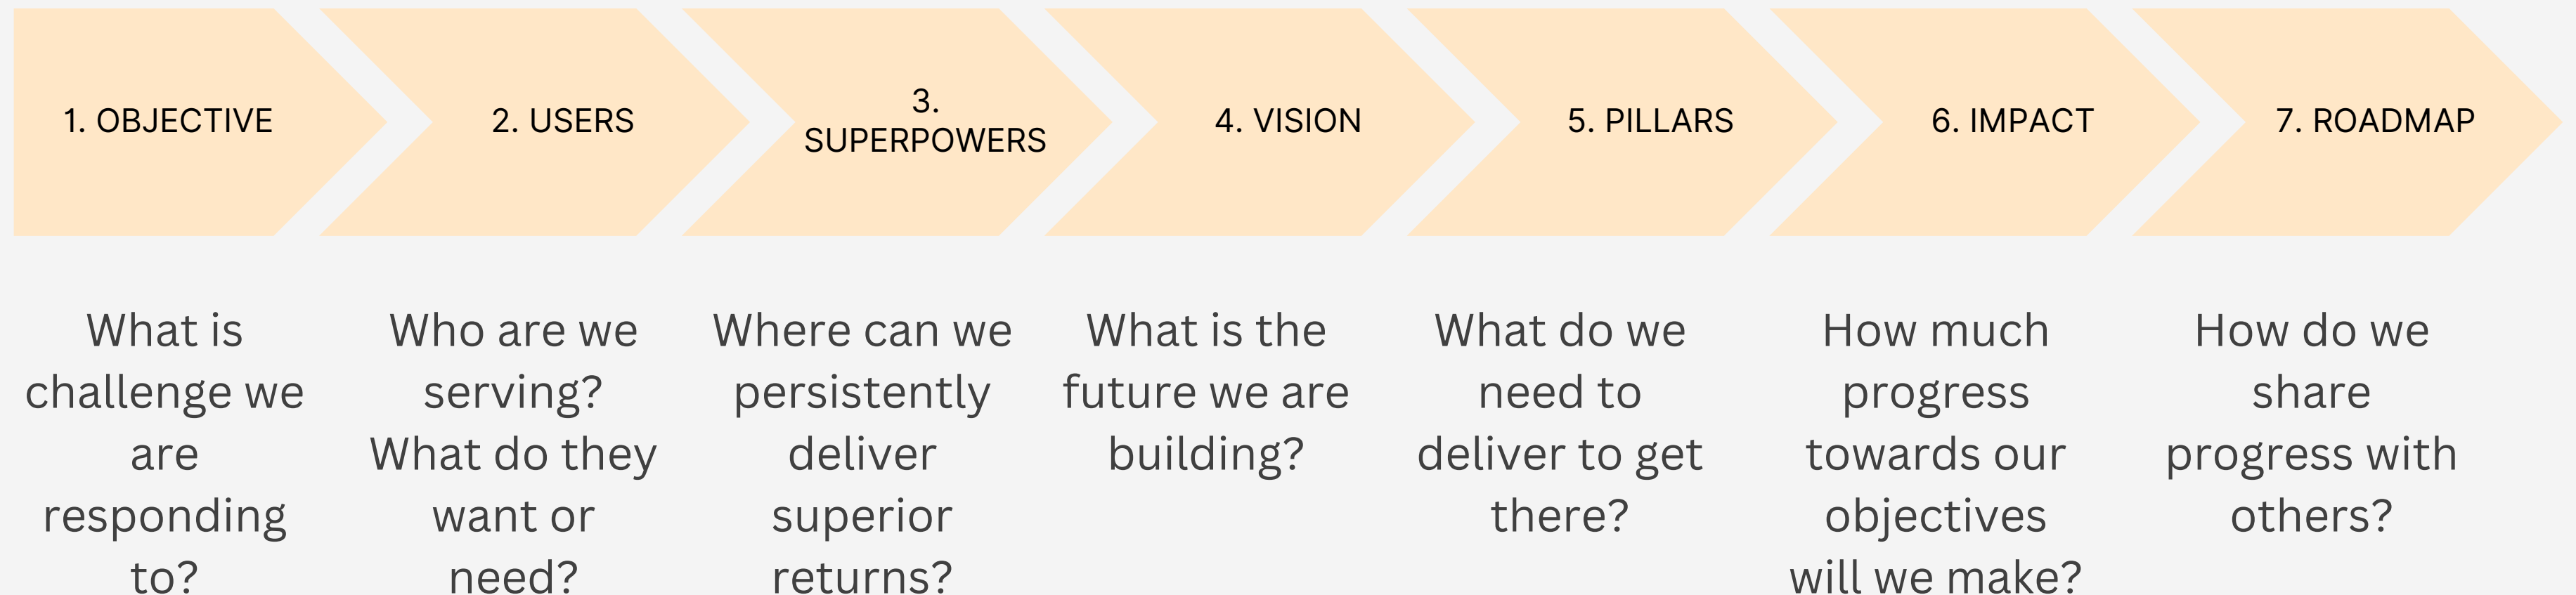 1. OBJECTIVE
2. USERS
3.
SUPERPOWERS
4. VISION
5. PILLARS
6. IMPACT
7. ROADMAP
What is
challenge we
are
responding
to?
Who are we
serving?
What do they
want or
need?
Where can we
persistently
deliver
superior
returns?
What is the
future we are
building?
What do we
need to
deliver to get
there?
How much
progress
towards our
objectives
will we make?
How do we
share
progress with
others?